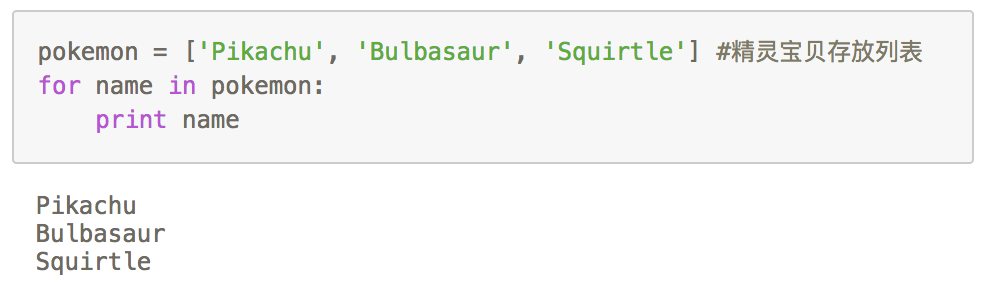 pokemon = ['Pikachu', 'Bulbasaur', 'Squirtle'] #精灵宝贝存放列表
for name in pokemon:
    print name
Pikachu
Bulbasaur
Squirtle